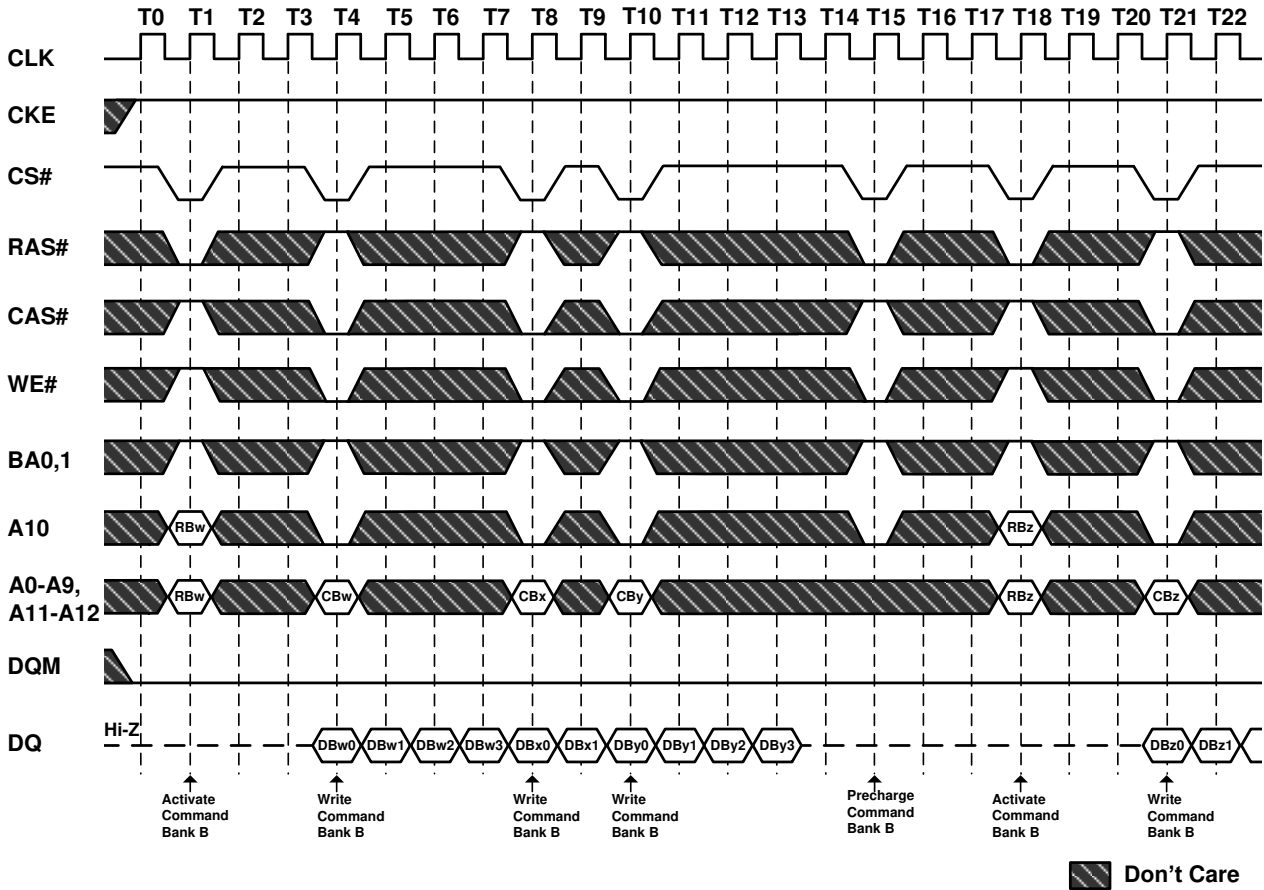 T0 T1 T2 T3 T4 T5 T6 T7 T8 T9 T10 T11 T12 T13 T14 T15 T16 T17 T18 T19 T20 T21 T22
CLK
CKE
CS#
RAS#
CAS#
WE#
BA0,1
A10 RBw RBz
A0-A9,
A11-A12 RBw CBw CBx CBy RBz CBz
DQM
Hi-Z
DQ DBw0 DBw1 DBw2 DBw3 DBx0 DBx1 DBy0 DBy1 DBy2 DBy3 DBz0 DBz1
Activate
Command
Bank B
Write
Command
Bank B
Write
Command
Bank B
Write
Command
Bank B
Precharge
Command
Bank B
Activate
Command
Bank B
Write
Command
Bank B
Don't Care